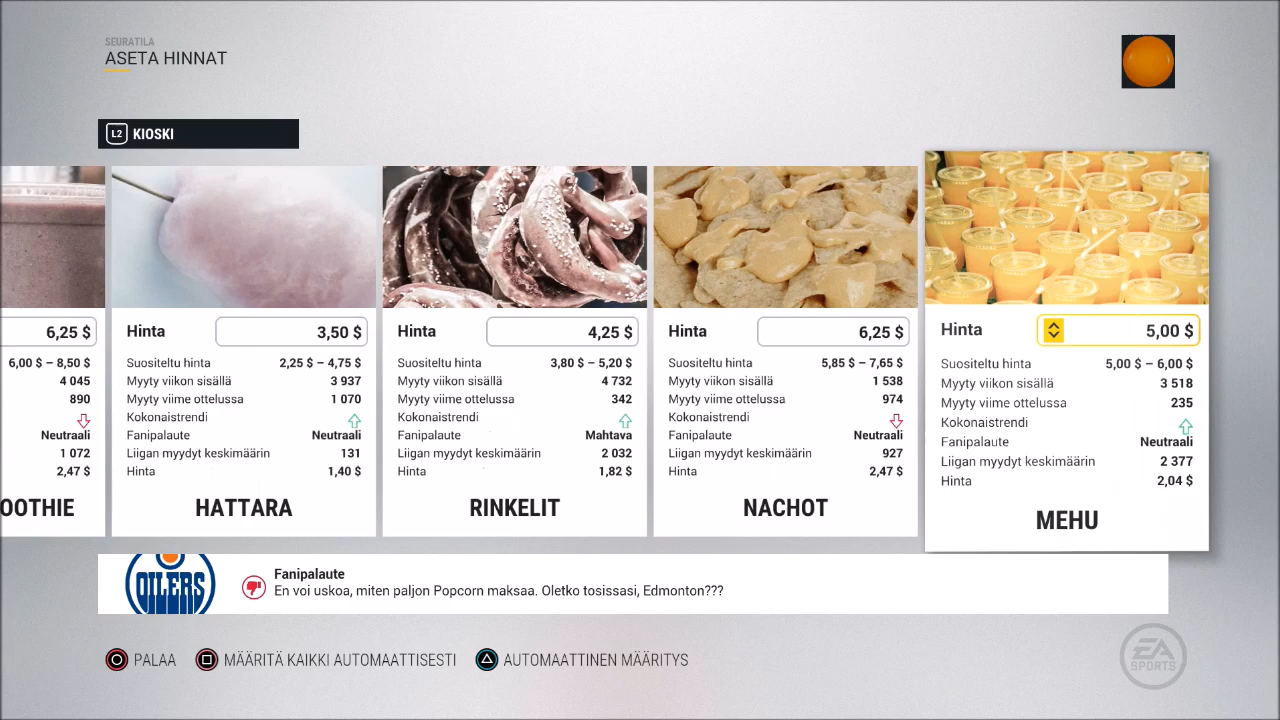 SEURATILA
ASETA HINNAT
L2 KIOSKI
6,25 $
6,00 $ – 8,50 $
4 045
890
Neutraali
1 072
2,47 $
OOTHIE
Hinta 3,50 $
Suositeltu hinta 2,25 $ – 4,75 $
Myyty viikon sisällä 3 937
Myyty viime ottelussa 1 070
Kokonaistrendi
Fanipalaute Neutraali
Liigan myydyt keskimäärin 131
Hinta 1,40 $
HATTARA
Hinta 4,25 $
Suositeltu hinta 3,80 $ – 5,20 $
Myyty viikon sisällä 4 732
Myyty viime ottelussa 342
Kokonaistrendi
Fanipalaute Mahtava
Liigan myydyt keskimäärin 2 032
Hinta 1,82 $
RINKELIT
Hinta 6,25 $
Suositeltu hinta 5,85 $ – 7,65 $
Myyty viikon sisällä 1 538
Myyty viime ottelussa 974
Kokonaistrendi
Fanipalaute Neutraali
Liigan myydyt keskimäärin 927
Hinta 2,47 $
NACHOT
Hinta 5,00 $
Suositeltu hinta 5,00 $ – 6,00 $
Myyty viikon sisällä 3 518
Myyty viime ottelussa 235
Kokonaistrendi
Fanipalaute Neutraali
Liigan myydyt keskimäärin 2 377
Hinta 2,04 $
MEHU
OILERS
Fanipalaute
En voi uskoa, miten paljon Popcorn maksaa. Oletko tosissasi, Edmonton???
PALAA MÄÄRITÄ KAIKKI AUTOMAATTISESTI AUTOMAATTINEN MÄÄRITYS
EA
SPORTS